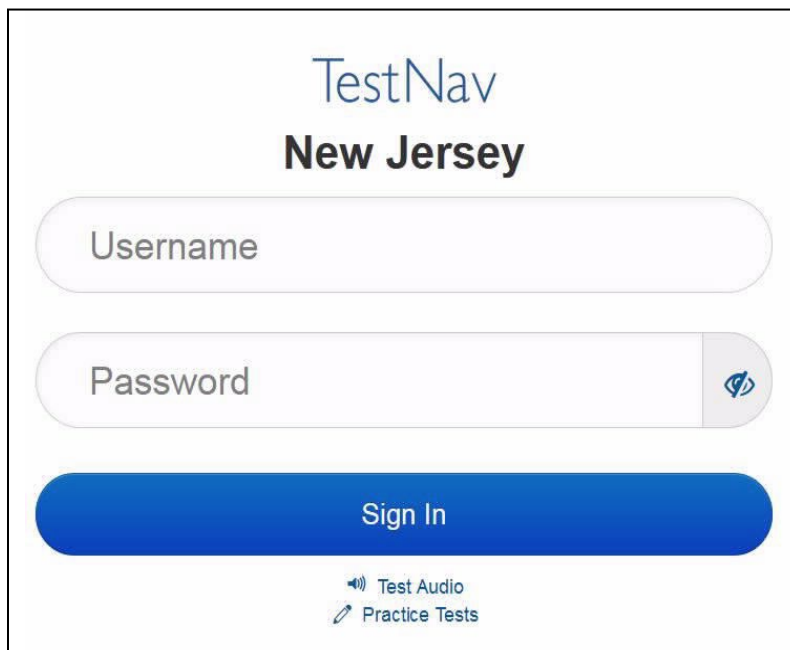 TestNav
New Jersey
Username
Password
Sign In
Test Audio
Practice Tests